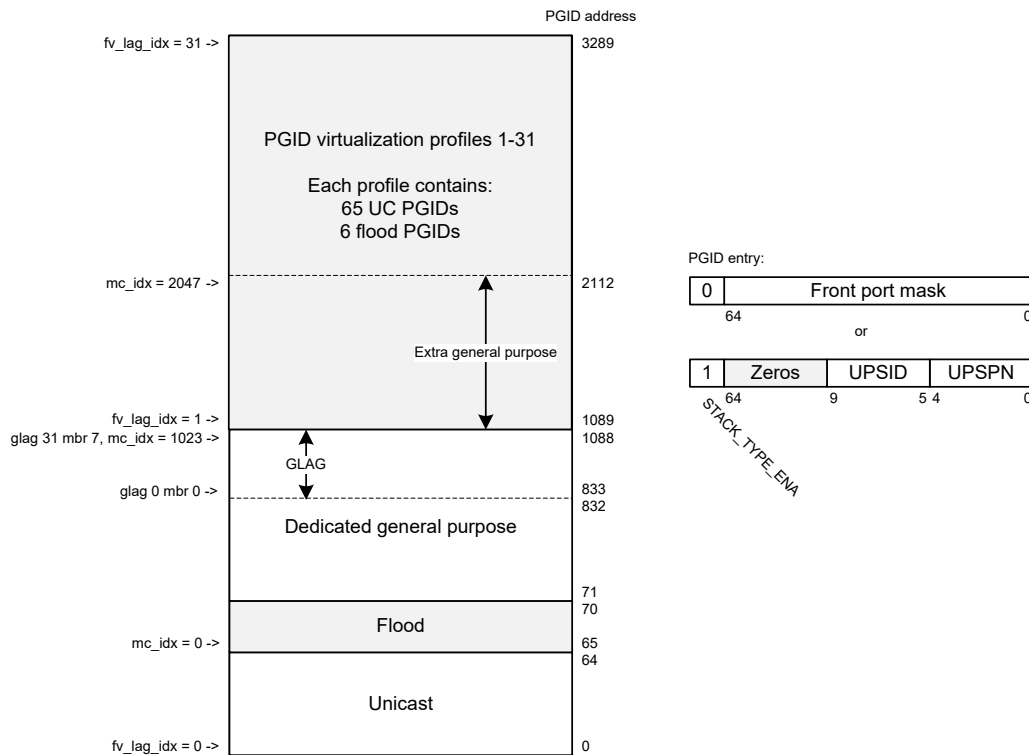 PGID address
fv_lag_idx = 31 ->
3289
PGID virtualization profiles 1-31
Each profile contains:
65 UC PGIDs
6 flood PGIDs
mc_idx = 2047 ->
2112
Extra general purpose
fv_lag_idx = 1 ->
1089
glag 31 mbr 7, mc_idx = 1023 ->
1088
GLAG
glag 0 mbr 0 ->
833
832
Dedicated general purpose
71
70
Flood
mc_idx = 0 ->
65
64
Unicast
fv_lag_idx = 0 ->
0
PGID entry:
0 Front port mask
64 0
or
1 Zeros UPSID UPSPN
64 9 5 4 0
STACK_TYPE_ENA